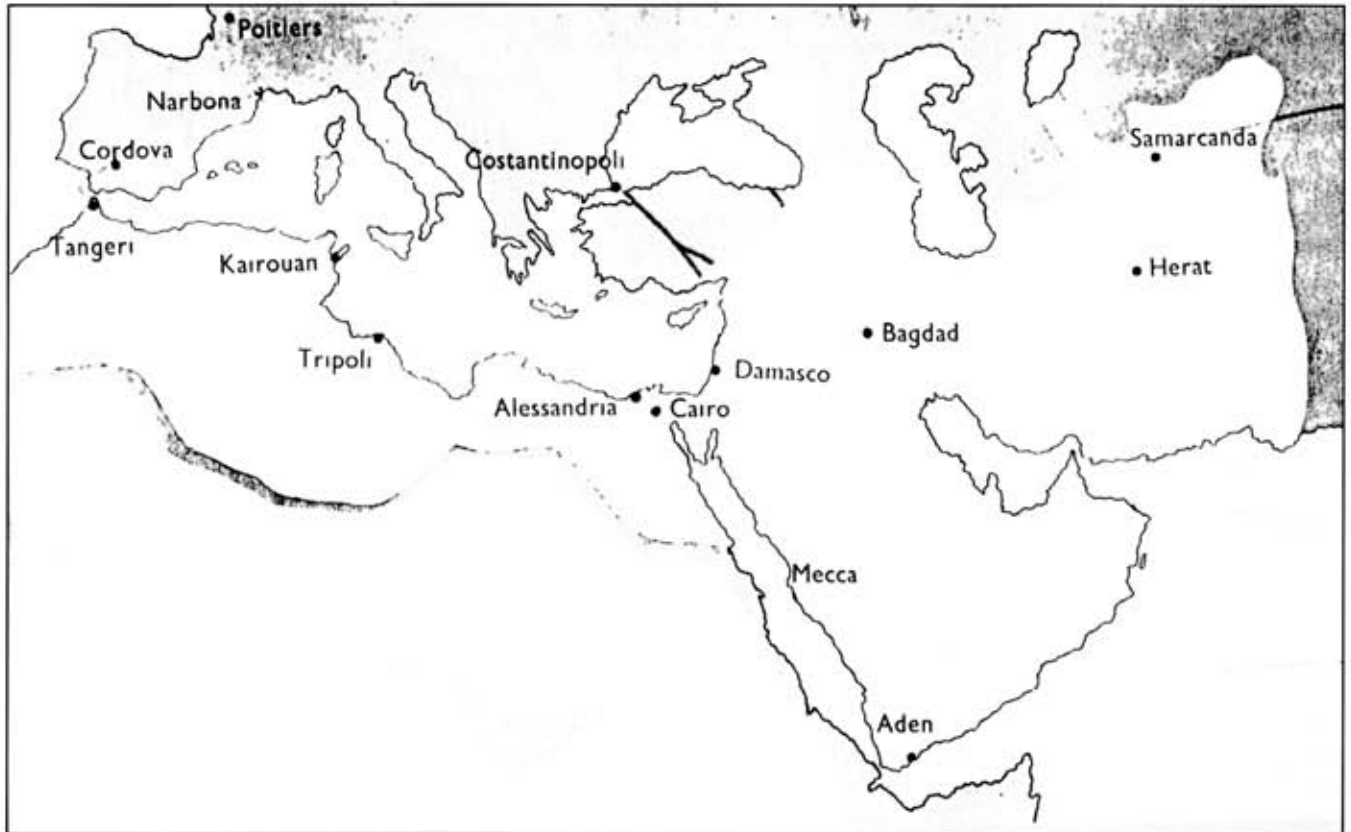 Poitiers
Narbona
Cordova
Costantinopoli
Samarcanda
Tangeri
Kairouan
Herat
Tripoli
Bagdad
Damasco
Alessandria
Cairo
Mecca
Aden